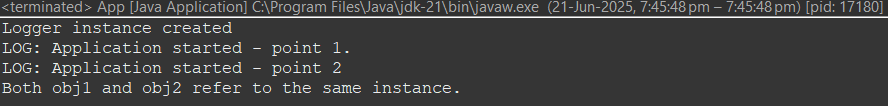 <terminated> App [Java Application] C:\Program Files\Java\jdk-21\bin\javaw.exe (21-Jun-2025, 7:45:48 pm – 7:45:48 pm) [pid: 17180]
Logger instance created
LOG: Application started - point 1.
LOG: Application started - point 2
Both obj1 and obj2 refer to the same instance.